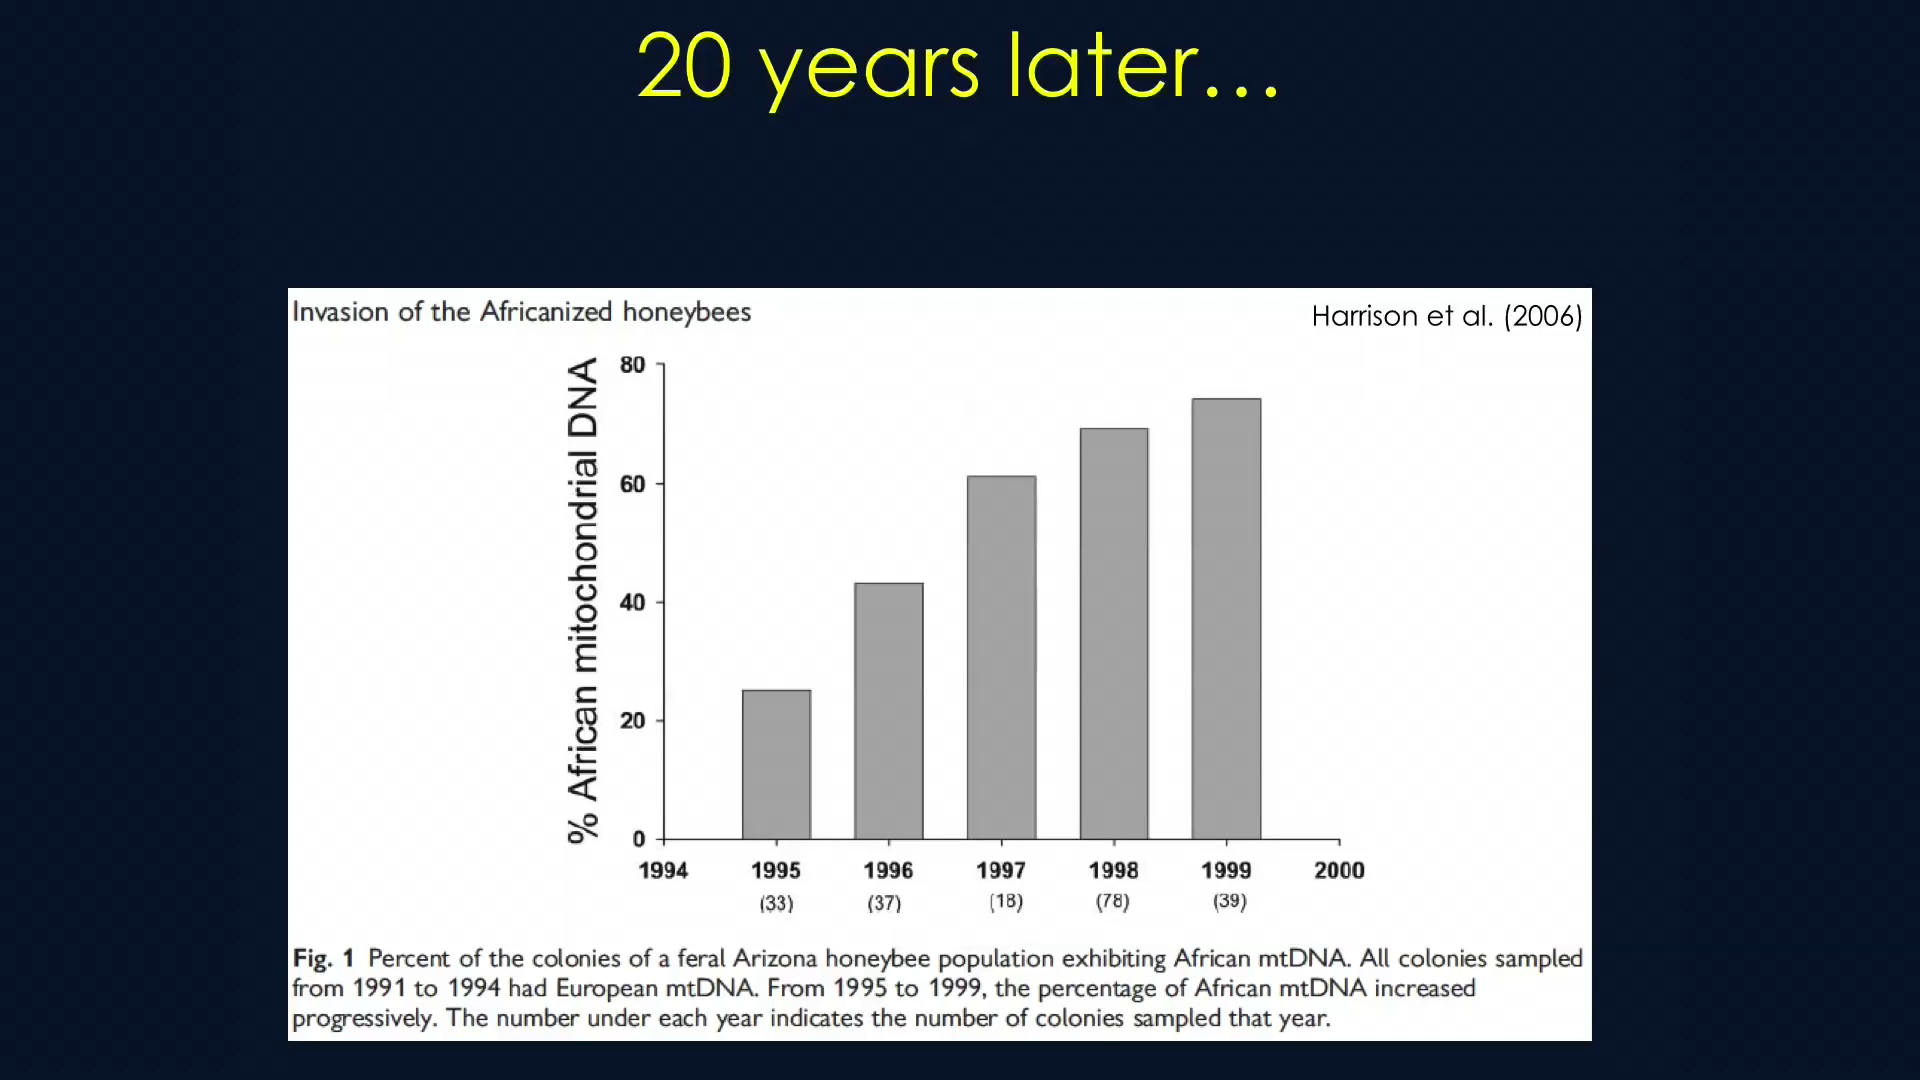 20 years later...
Invasion of the Africanized honeybees
Harrison et al. (2006)
% African mitochondrial DNA
80
60
40
20
0
1994 1995 1996 1997 1998 1999 2000
(33) (37) (18) (78) (39)
Fig. 1 Percent of the colonies of a feral Arizona honeybee population exhibiting African mtDNA. All colonies sampled
from 1991 to 1994 had European mtDNA. From 1995 to 1999, the percentage of African mtDNA increased
progressively. The number under each year indicates the number of colonies sampled that year.